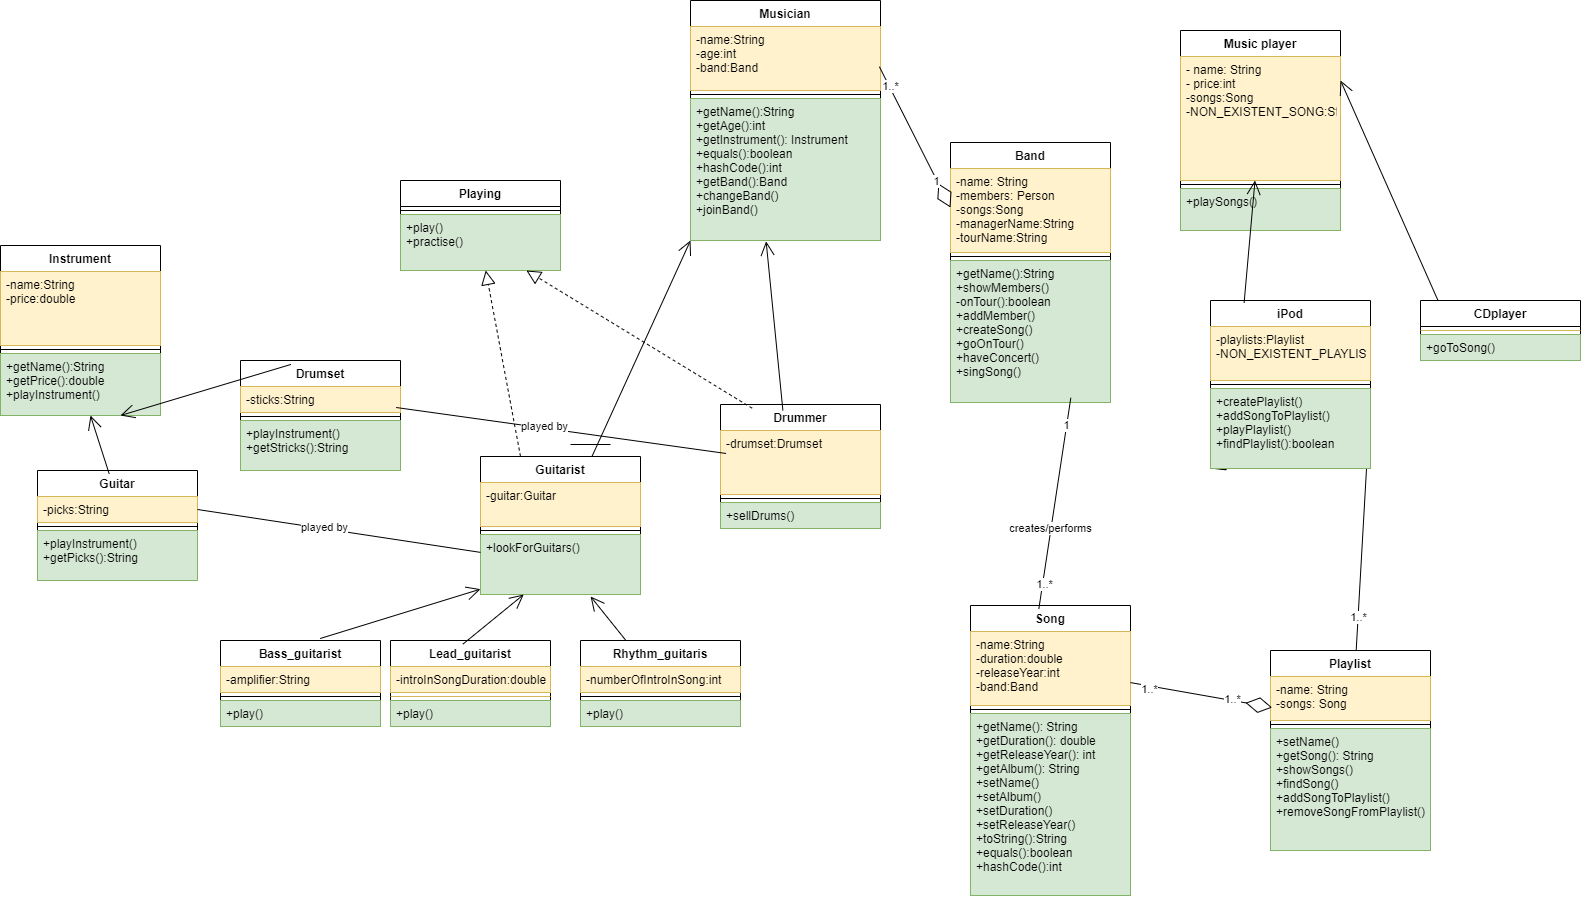 Musician
-name:String
-age:int
-band:Band
+getName():String
+getAge():int
+getInstrument(): Instrument
+equals():boolean
+hashCode():int
+getBand():Band
+changeBand()
+joinBand()
1..*
1
Music player
- name: String
- price:int
-songs:Song
-NON_EXISTENT_SONG:St
+playSongs()
Band
-name: String
-members: Person
-songs:Song
-managerName:String
-tourName:String
+getName():String
+showMembers()
-onTour():boolean
+addMember()
+createSong()
+goOnTour()
+haveConcert()
+singSong()
Playing
+play()
+practise()
Instrument
-name:String
-price:double
+getName():String
+getPrice():double
+playInstrument()
Drumset
-sticks:String
+playInstrument()
+getStricks():String
played by
Drummer
-drumset:Drumset
+sellDrums()
iPod
-playlists:Playlist
-NON_EXISTENT_PLAYLIS
+createPlaylist()
+addSongToPlaylist()
+playPlaylist()
+findPlaylist():boolean
CDplayer
+goToSong()
Guitar
-picks:String
+playInstrument()
+getPicks():String
played by
Guitarist
-guitar:Guitar
+lookForGuitars()
1
creates/performs
1..*
Bass_guitarist
-amplifier:String
+play()
Lead_guitarist
-introInSongDuration:double
+play()
Rhythm_guitaris
-numberOfIntroInSong:int
+play()
Song
-name:String
-duration:double
-releaseYear:int
-band:Band
+getName(): String
+getDuration(): double
+getReleaseYear(): int
+getAlbum(): String
+setName()
+setAlbum()
+setDuration()
+setReleaseYear()
+toString():String
+equals():boolean
+hashCode():int
1..*
1..*
1..*
Playlist
-name: String
-songs: Song
+setName()
+getSong(): String
+showSongs()
+findSong()
+addSongToPlaylist()
+removeSongFromPlaylist()